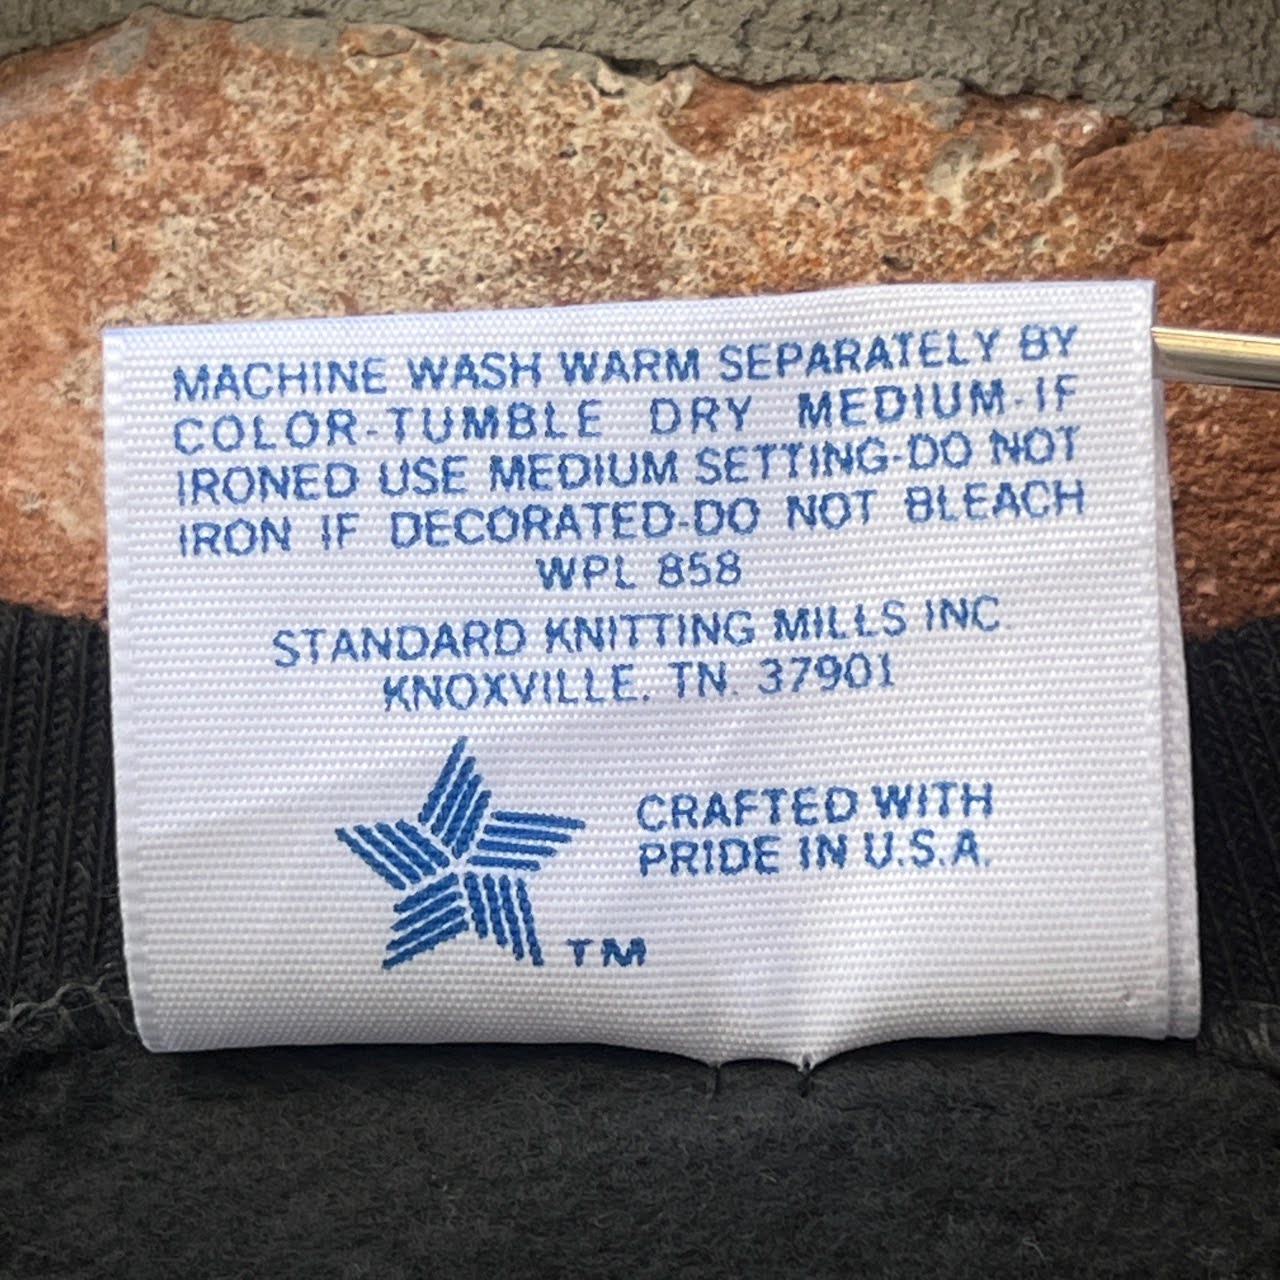 MACHINE WASH WARM SEPARATELY BY
COLOR-TUMBLE DRY MEDIUM-IF
IRONED USE MEDIUM SETTING-DO NOT
IRON IF DECORATED-DO NOT BLEACH
WPL 858
STANDARD KNITTING MILLS INC
KNOXVILLE. TN. 37901
CRAFTED WITH
PRIDE IN U.S.A.
TM